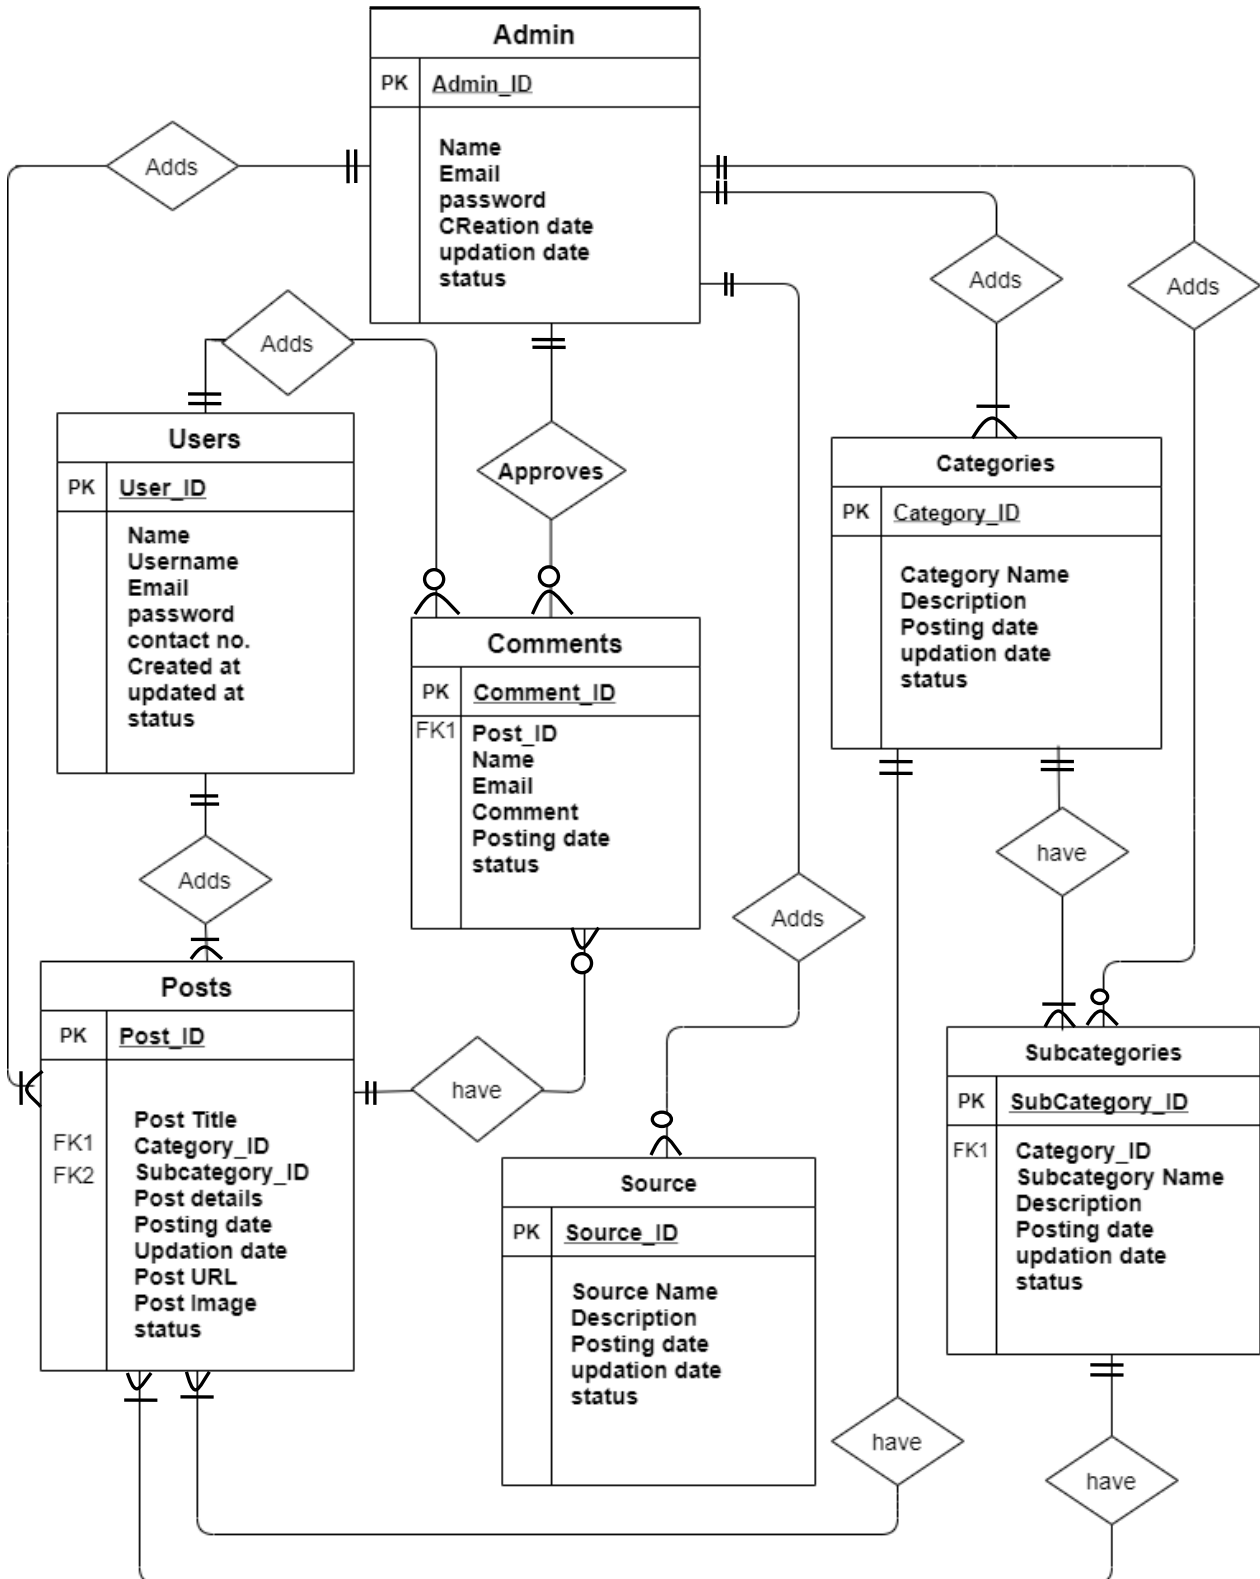 Admin
PK Admin_ID
Name
Email
password
CReation date
updation date
status
Adds
Adds
Adds
Adds
Approves
Users
PK User_ID
Name
Username
Email
password
contact no.
Created at
updated at
status
Categories
PK Category_ID
Category Name
Description
Posting date
updation date
status
Comments
PK Comment_ID
FK1 Post_ID
Name
Email
Comment
Posting date
status
have
Adds
Adds
Posts
PK Post_ID
Post Title
FK1 Category_ID
FK2 Subcategory_ID
Post details
Posting date
Updation date
Post URL
Post Image
status
have
Subcategories
PK SubCategory_ID
FK1 Category_ID
Subcategory Name
Description
Posting date
updation date
status
Source
PK Source_ID
Source Name
Description
Posting date
updation date
status
have
have